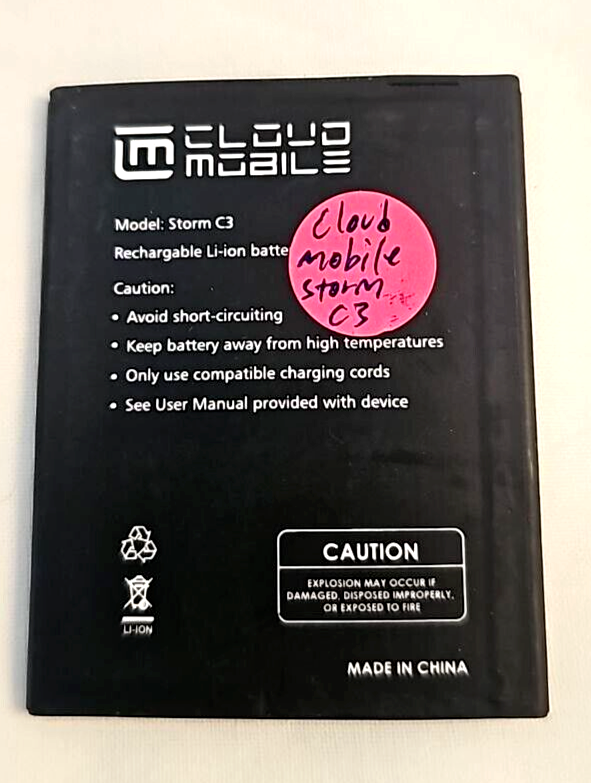 CLOUD
MOBILE
Model: Storm C3
Rechargable Li-ion batte
Cloud
mobile
storm
C3
Caution:
• Avoid short-circuiting
• Keep battery away from high temperatures
• Only use compatible charging cords
• See User Manual provided with device
LI-ION
CAUTION
EXPLOSION MAY OCCUR IF
DAMAGED, DISPOSED IMPROPERLY,
OR EXPOSED TO FIRE
MADE IN CHINA